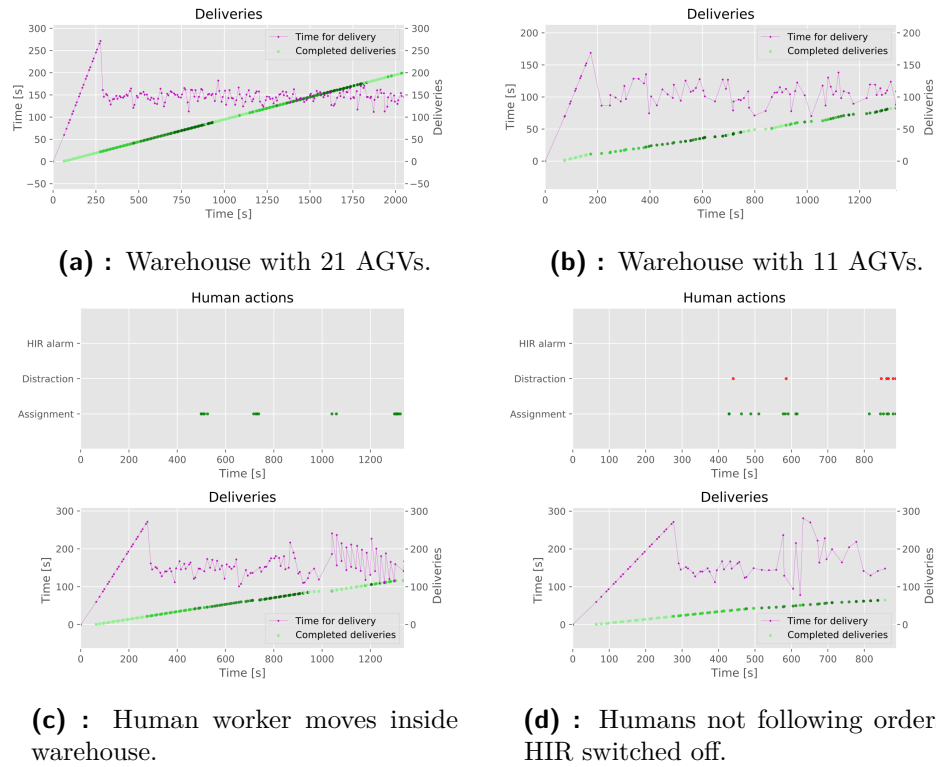 Deliveries
Time for delivery
Completed deliveries
300
250
200
150
100
50
0
−50
Time [s]
300
250
200
150
100
50
0
−50
Deliveries
0 250 500 750 1000 1250 1500 1750 2000
Time [s]
(a) : Warehouse with 21 AGVs.
Deliveries
Time for delivery
Completed deliveries
200
150
100
50
0
Time [s]
200
150
100
50
0
Deliveries
0 200 400 600 800 1000 1200
Time [s]
(b) : Warehouse with 11 AGVs.
Human actions
HIR alarm
Distraction
Assignment
0 200 400 600 800 1000 1200
Time [s]
Deliveries
300
200
100
0
Time [s]
300
200
100
0
Deliveries
Time for delivery
Completed deliveries
0 200 400 600 800 1000 1200
Time [s]
(c) : Human worker moves inside
warehouse.
Human actions
HIR alarm
Distraction
Assignment
0 100 200 300 400 500 600 700 800
Time [s]
Deliveries
300
200
100
0
Time [s]
300
200
100
0
Deliveries
Time for delivery
Completed deliveries
0 100 200 300 400 500 600 700 800
Time [s]
(d) : Humans not following order
HIR switched off.